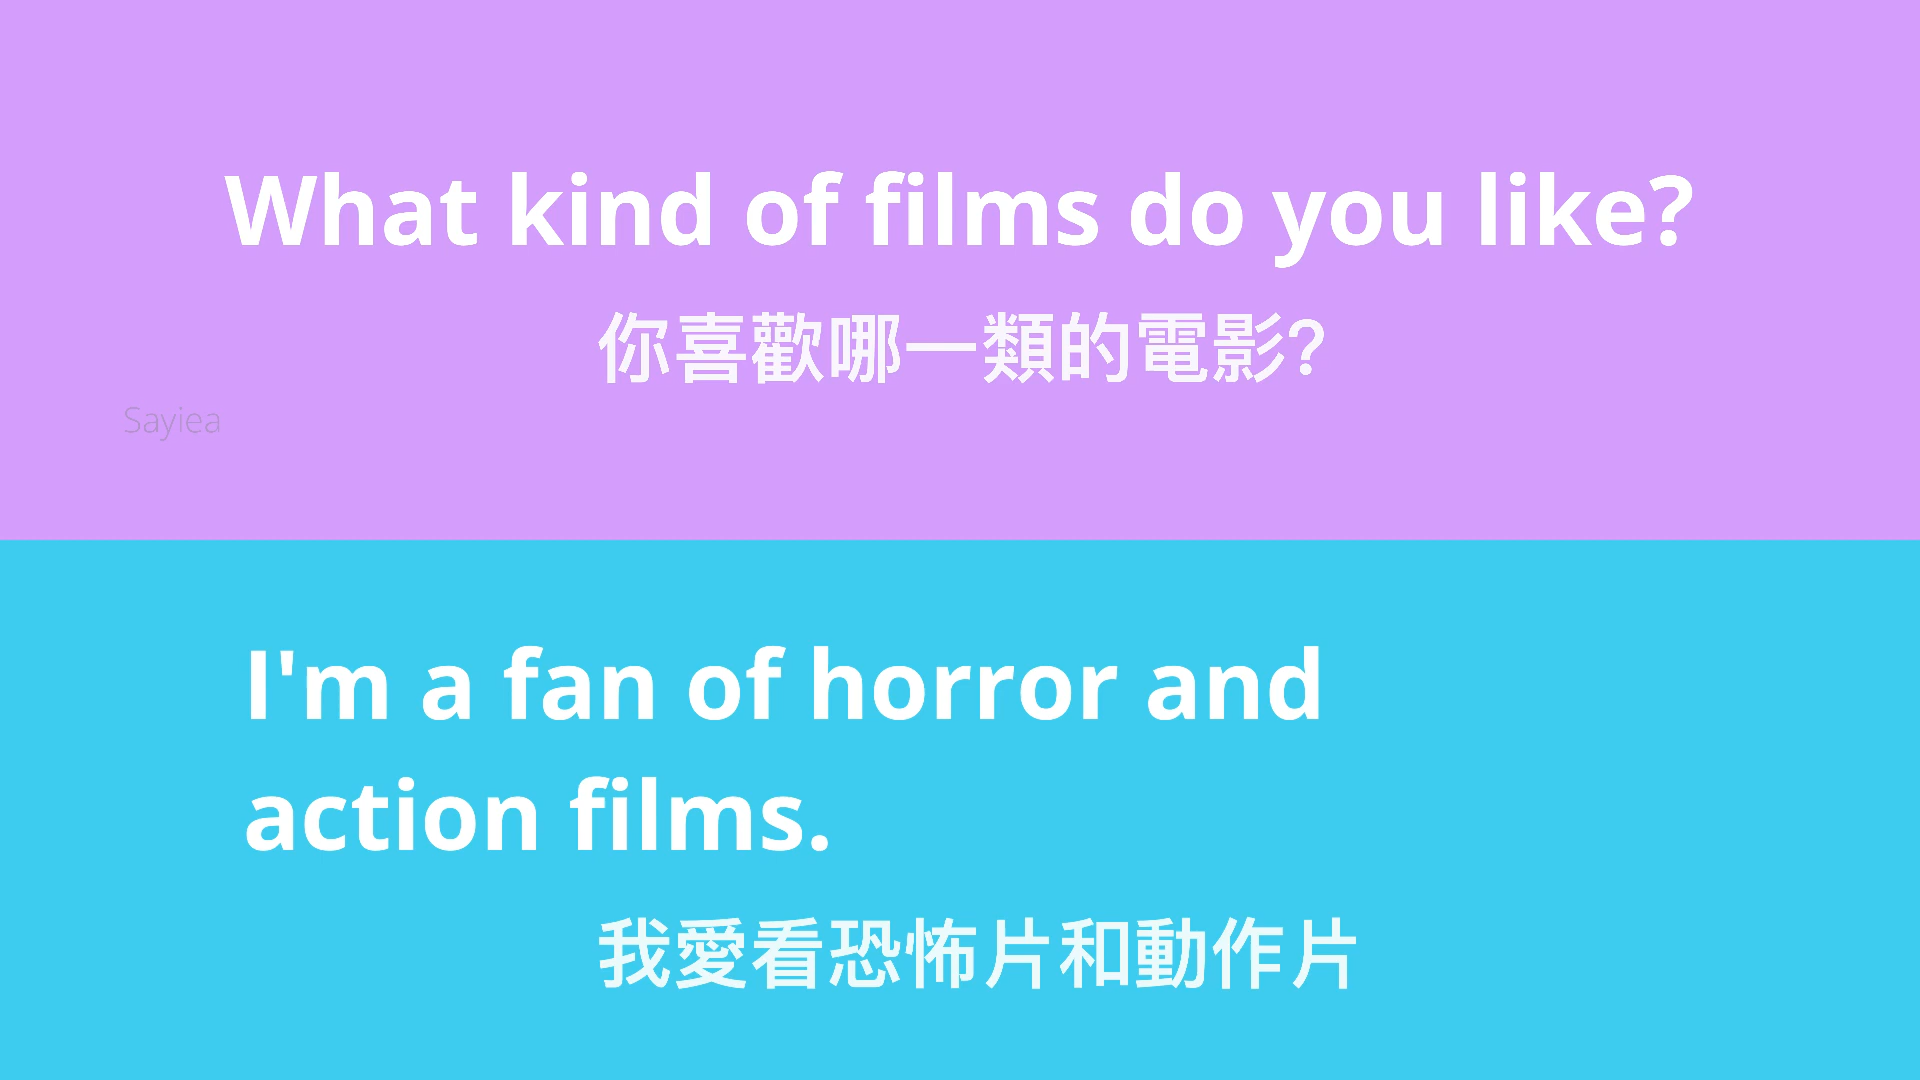 What kind of films do you like?
你喜歡哪一類的電影?
Sayiea
I'm a fan of horror and
action films.
我愛看恐怖片和動作片